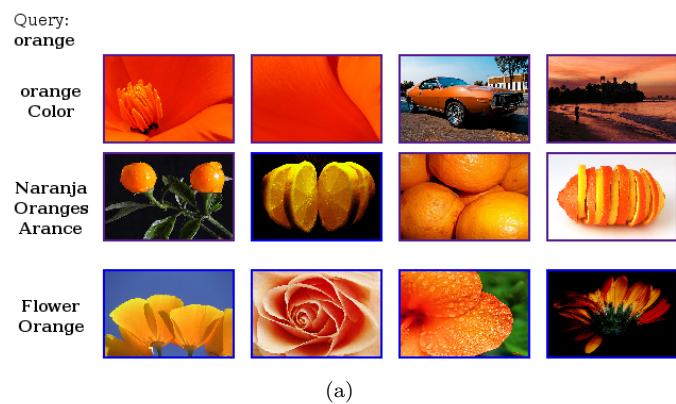 Query:
orange
orange
Color
Naranja
Oranges
Arance
Flower
Orange
(a)